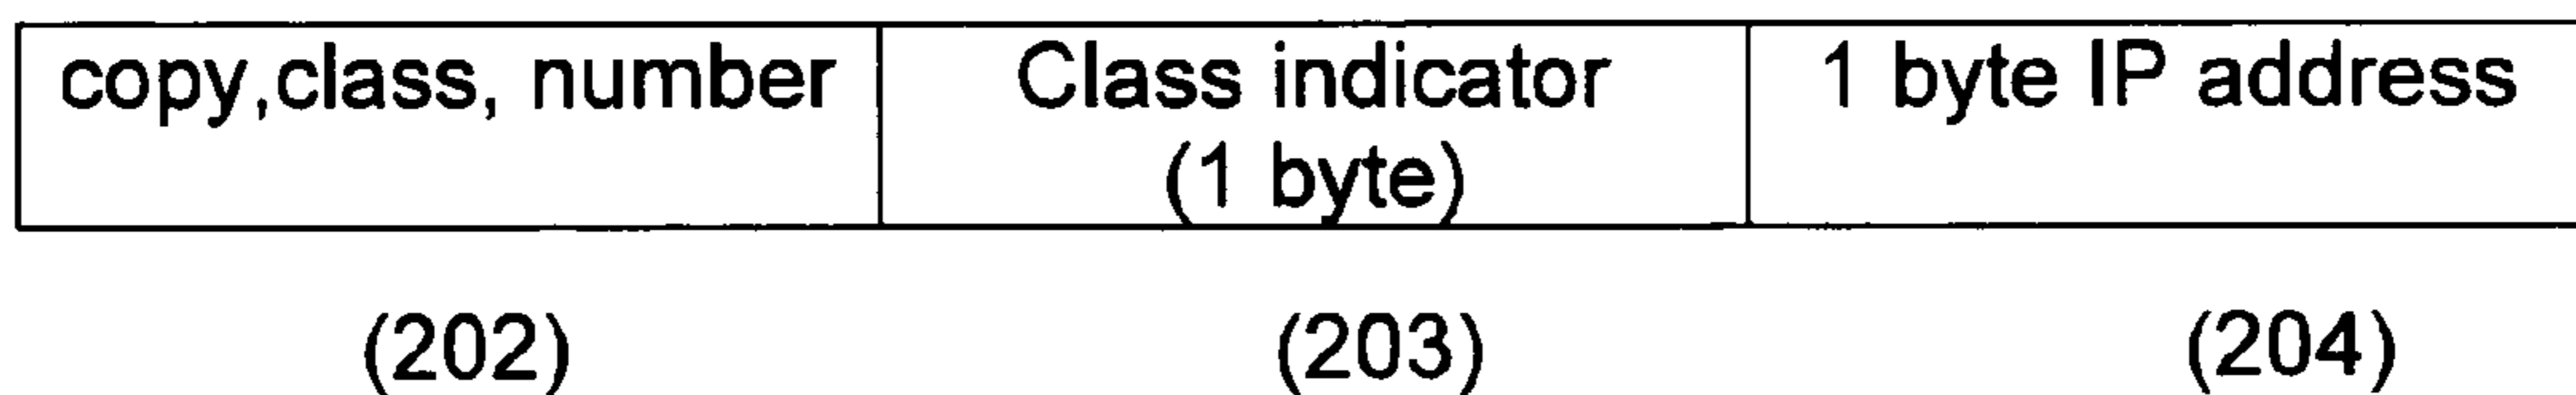 copy,class, number Class indicator 1 byte IP address
(1 byte)
(202) (203) (204)